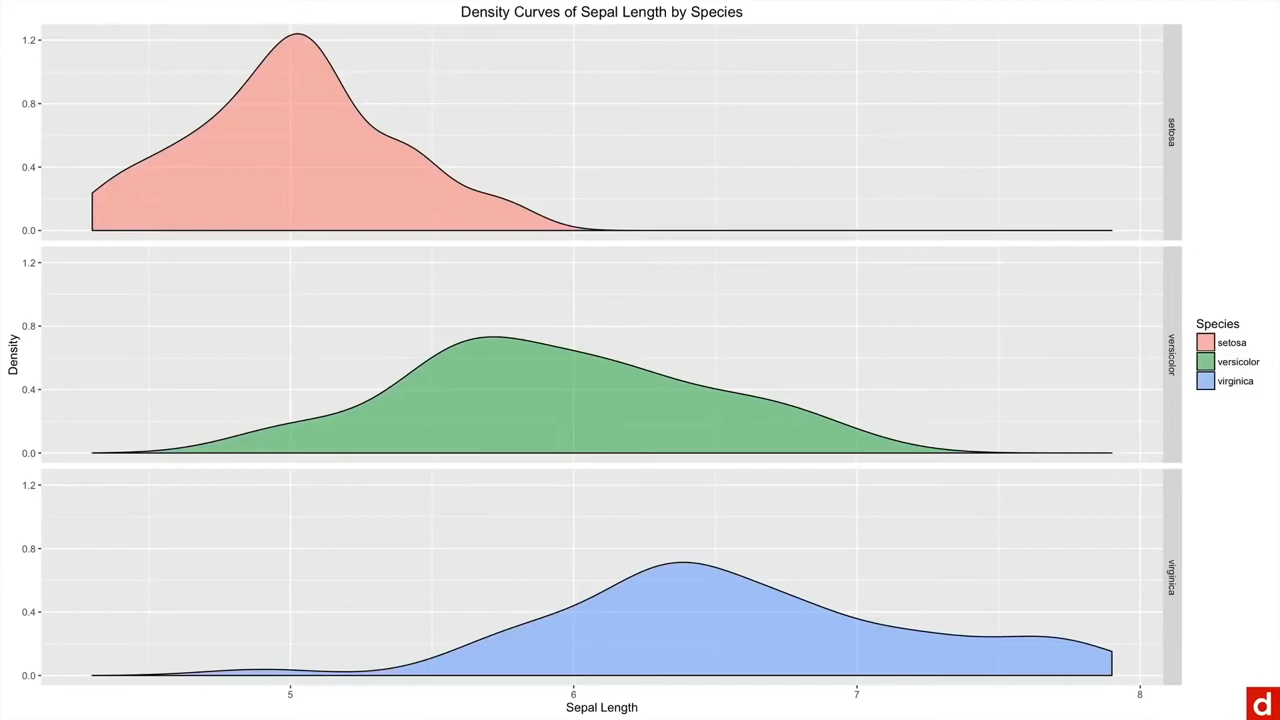 Density Curves of Sepal Length by Species
1.2
0.8
0.4
0.0
setosa
1.2
0.8
0.4
0.0
versicolor
1.2
0.8
0.4
0.0
virginica
Density
5
6
7
8
Sepal Length
Species
setosa
versicolor
virginica
d